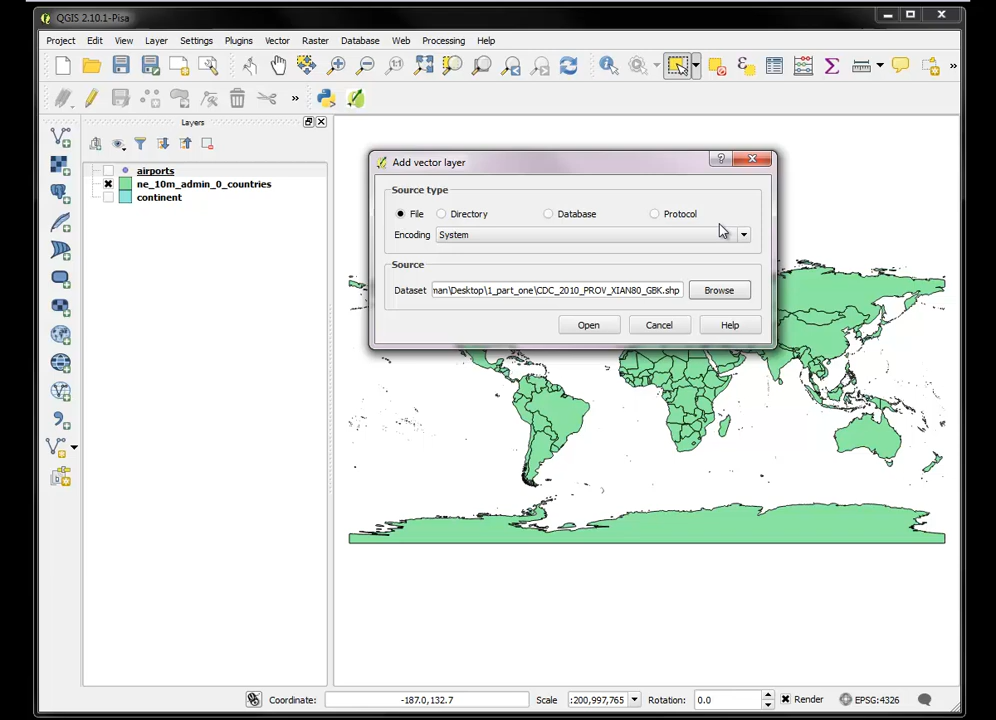 QGIS 2.10.1-Pisa
Project Edit View Layer Settings Plugins Vector Raster Database Web Processing Help
Layers
airports
ne_10m_admin_0_countries
continent
Add vector layer
Source type
File Directory Database Protocol
Encoding System
Source
Dataset man\Desktop\1_part_one\CDC_2010_PROV_XIAN80_GBK.shp Browse
Open Cancel Help
Coordinate: -187.0,132.7 Scale :200,997,765 Rotation: 0.0 Render EPSG:4326